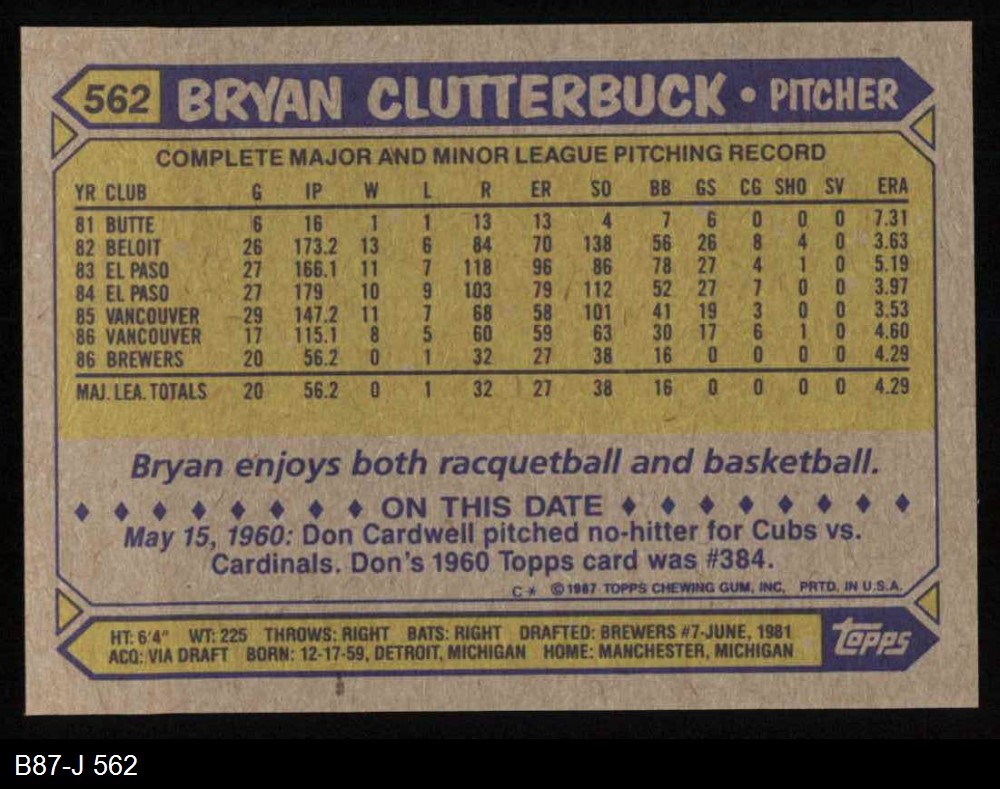 562 BRYAN CLUTTERBUCK • PITCHER
COMPLETE MAJOR AND MINOR LEAGUE PITCHING RECORD
YR CLUB G IP W L R ER SO BB GS CG SHO SV ERA
81 BUTTE 6 16 1 1 13 13 4 7 6 0 0 0 7.31
82 BELOIT 26 173.2 13 6 84 70 138 56 26 8 4 0 3.63
83 EL PASO 27 166.1 11 7 118 96 86 78 27 4 1 0 5.19
84 EL PASO 27 179 10 9 103 79 112 52 27 7 0 0 3.97
85 VANCOUVER 29 147.2 11 7 68 58 101 41 19 3 0 0 3.53
86 VANCOUVER 17 115.1 8 5 60 59 63 30 17 6 1 0 4.60
86 BREWERS 20 56.2 0 1 32 27 38 16 0 0 0 0 4.29
MAJ. LEA. TOTALS 20 56.2 0 1 32 27 38 16 0 0 0 0 4.29
Bryan enjoys both racquetball and basketball.
ON THIS DATE
May 15, 1960: Don Cardwell pitched no-hitter for Cubs vs.
Cardinals. Don's 1960 Topps card was #384.
C* ©1987 TOPPS CHEWING GUM, INC. PRTD. IN U.S.A.
HT: 6'4" WT: 225 THROWS: RIGHT BATS: RIGHT DRAFTED: BREWERS #7-JUNE, 1981
ACQ: VIA DRAFT BORN: 12-17-59, DETROIT, MICHIGAN HOME: MANCHESTER, MICHIGAN
topps
B87-J 562